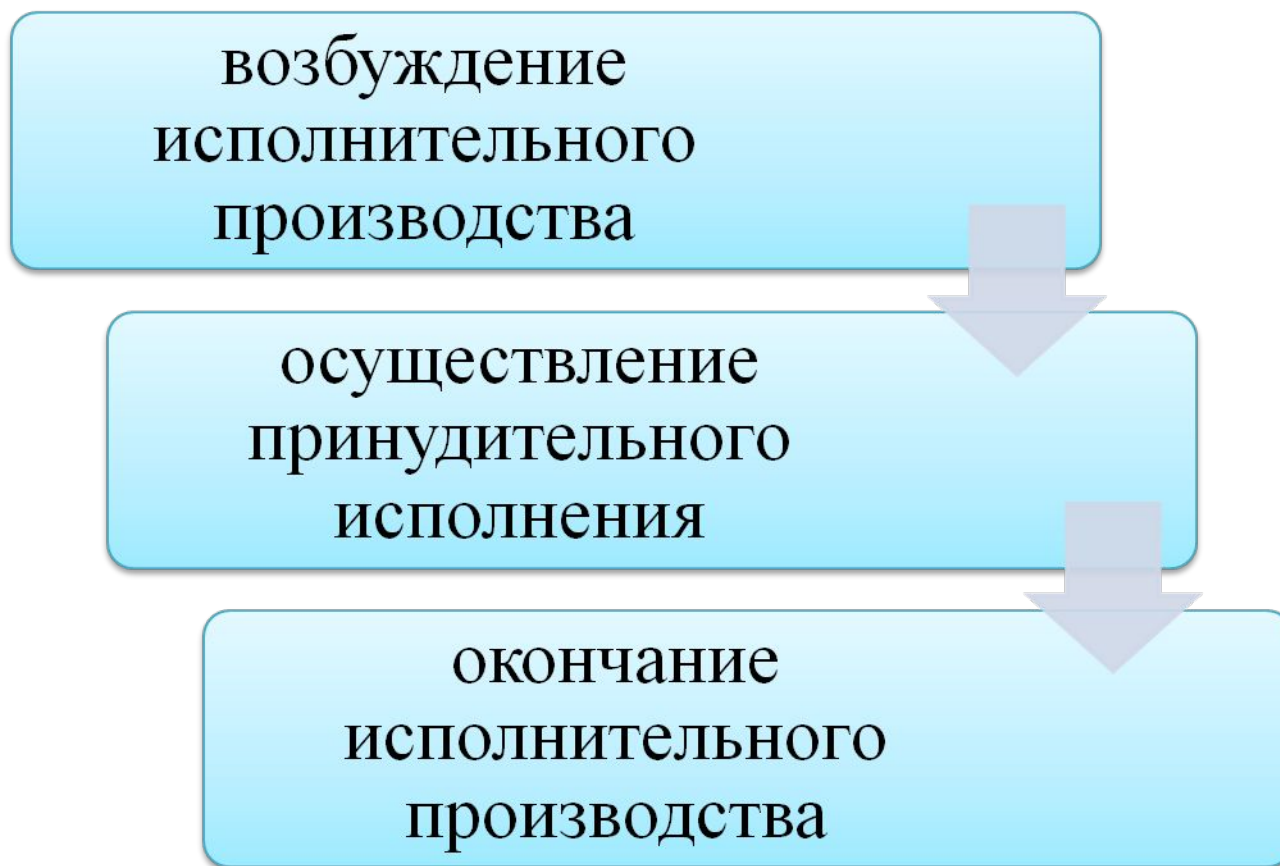 возбуждение
исполнительного
производства
осуществление
принудительного
исполнения
окончание
исполнительного
производства